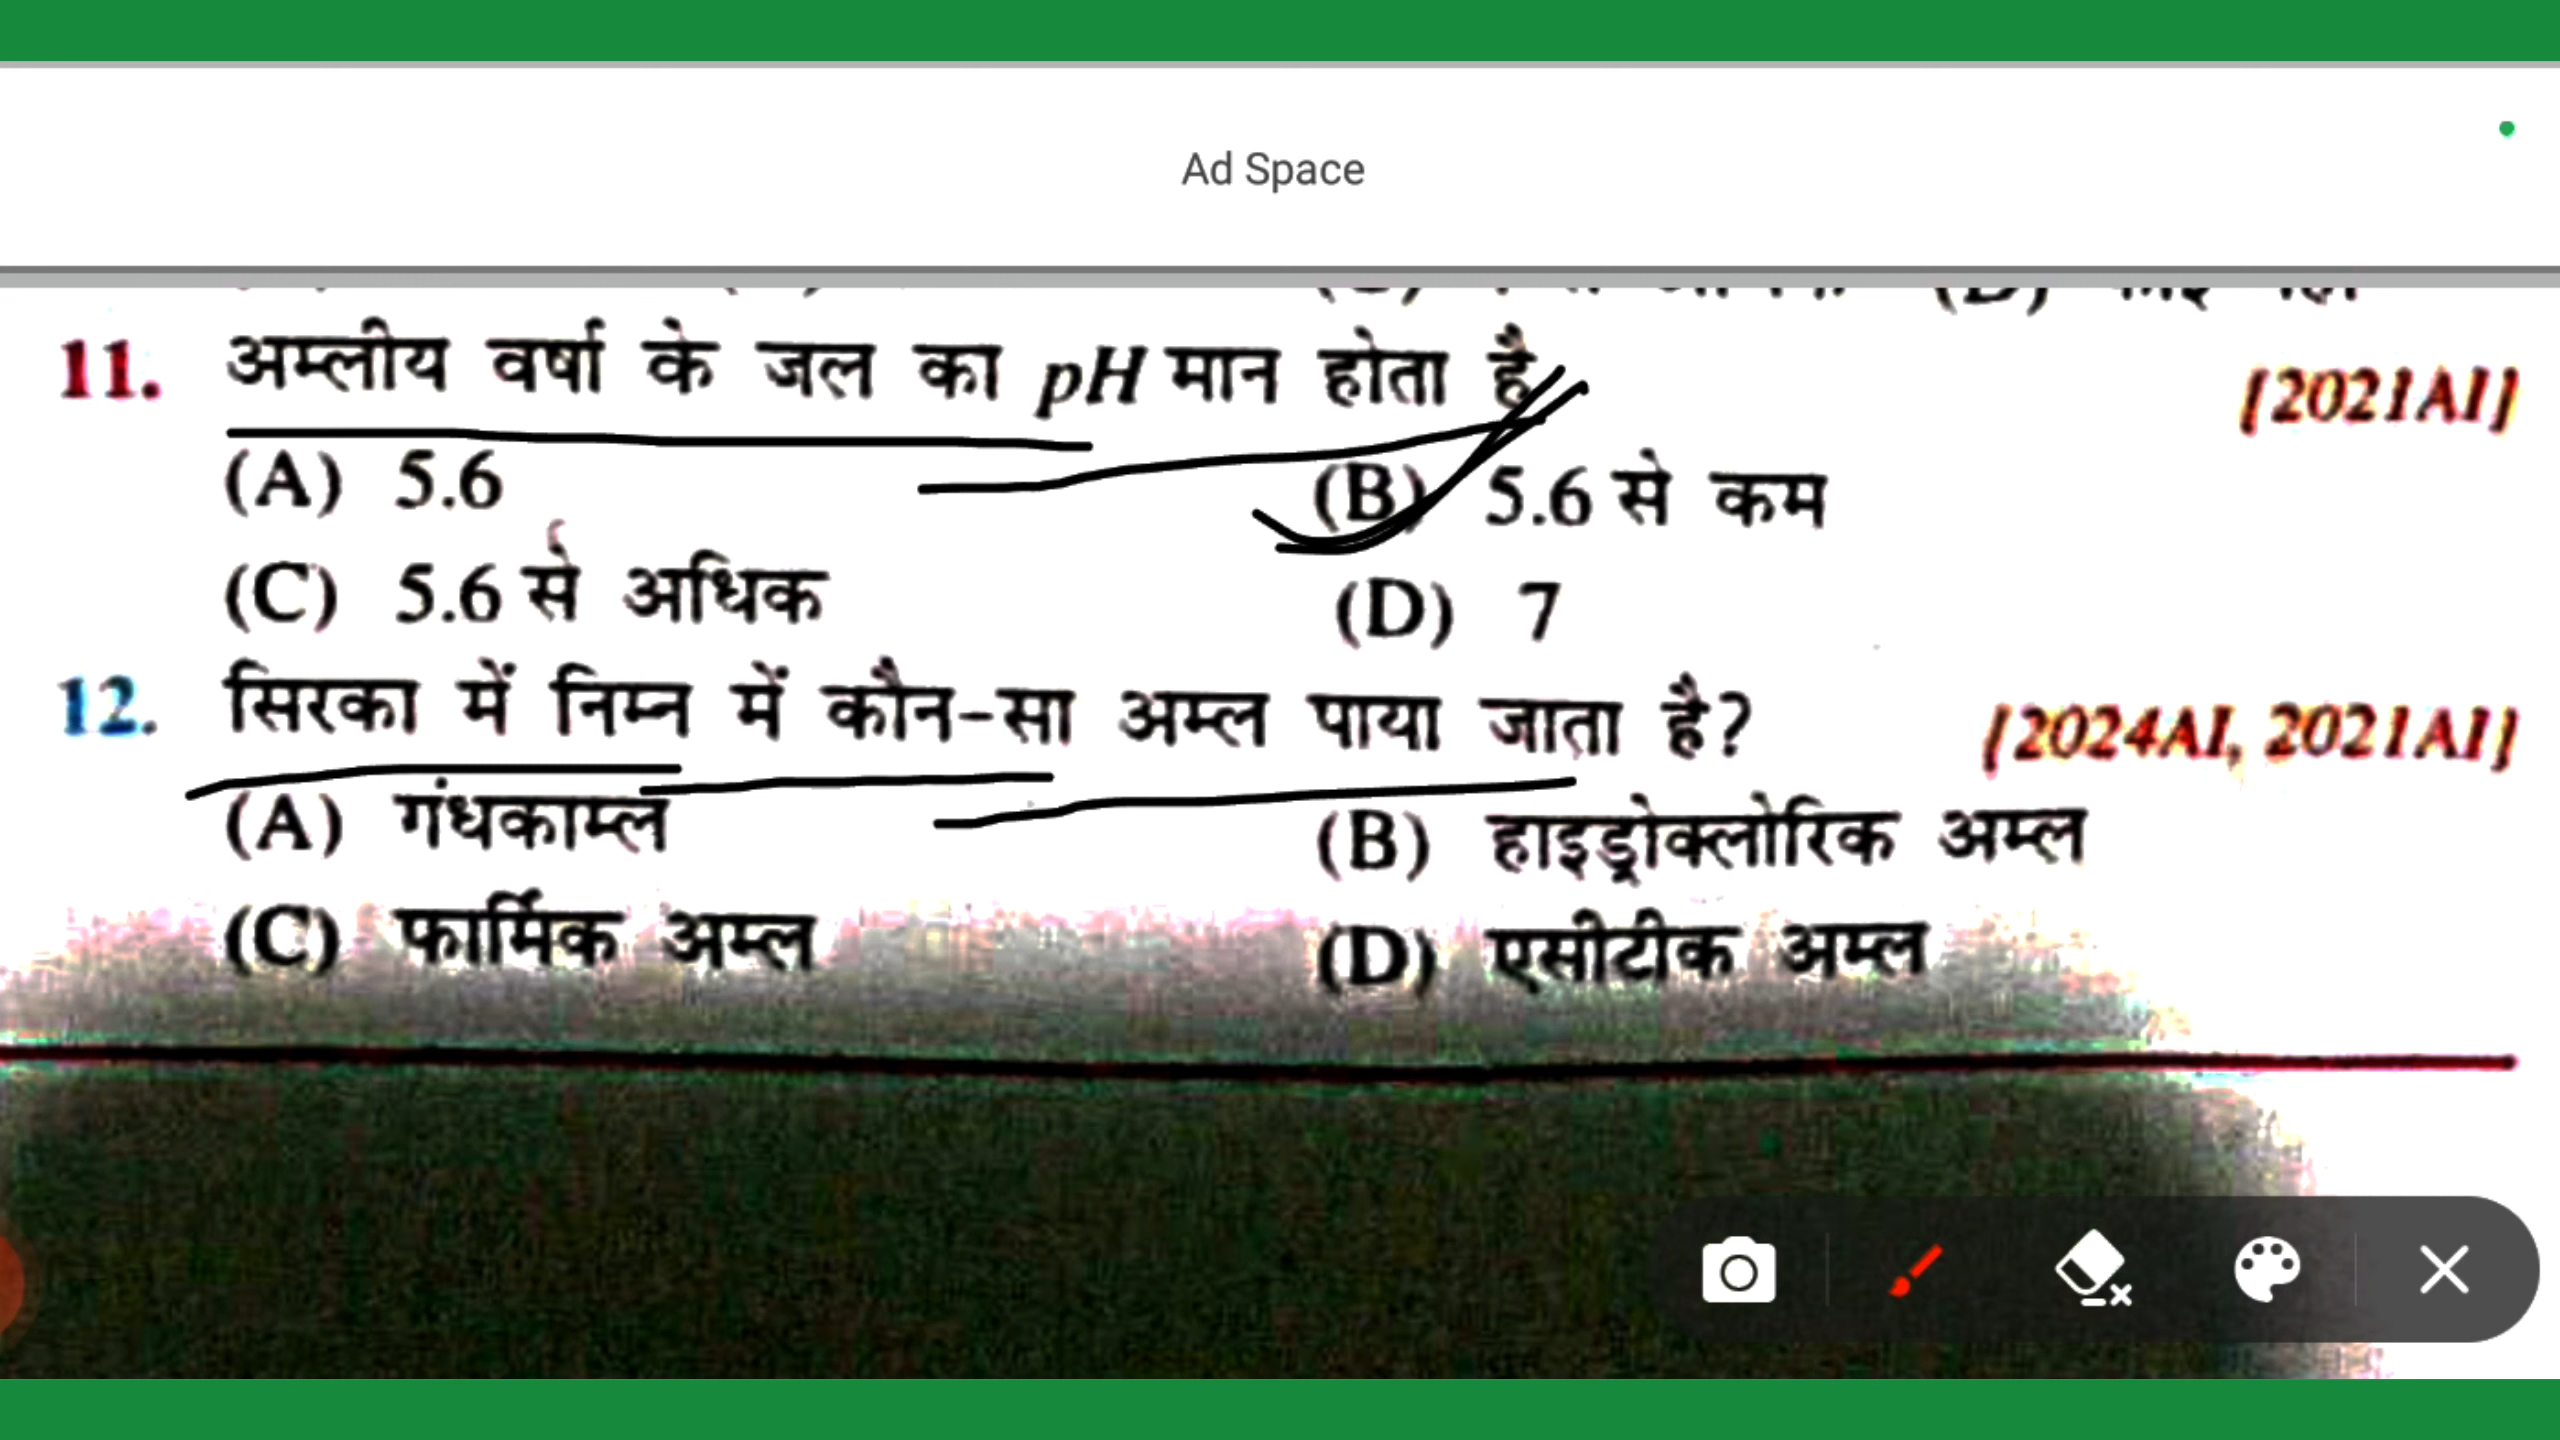 Ad Space
11. अम्लीय वर्षा के जल का pH मान होता है [2021AI]
(A) 5.6 (B) 5.6 से कम
(C) 5.6 से अधिक (D) 7
12. सिरका में निम्न में कौन-सा अम्ल पाया जाता है? [2024AI, 2021AI]
(A) गंधकाम्ल (B) हाइड्रोक्लोरिक अम्ल
(C) फार्मिक अम्ल (D) एसीटीक अम्ल